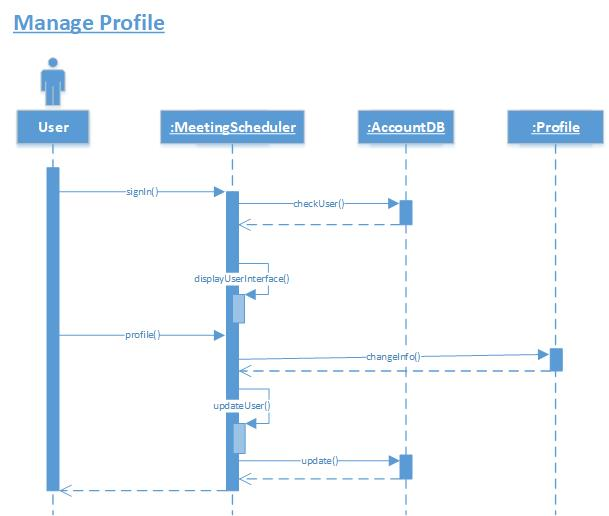 Manage Profile
User
:MeetingScheduler
:AccountDB
:Profile
signIn()
checkUser()
displayUserInterface()
profile()
changeInfo()
updateUser()
update()